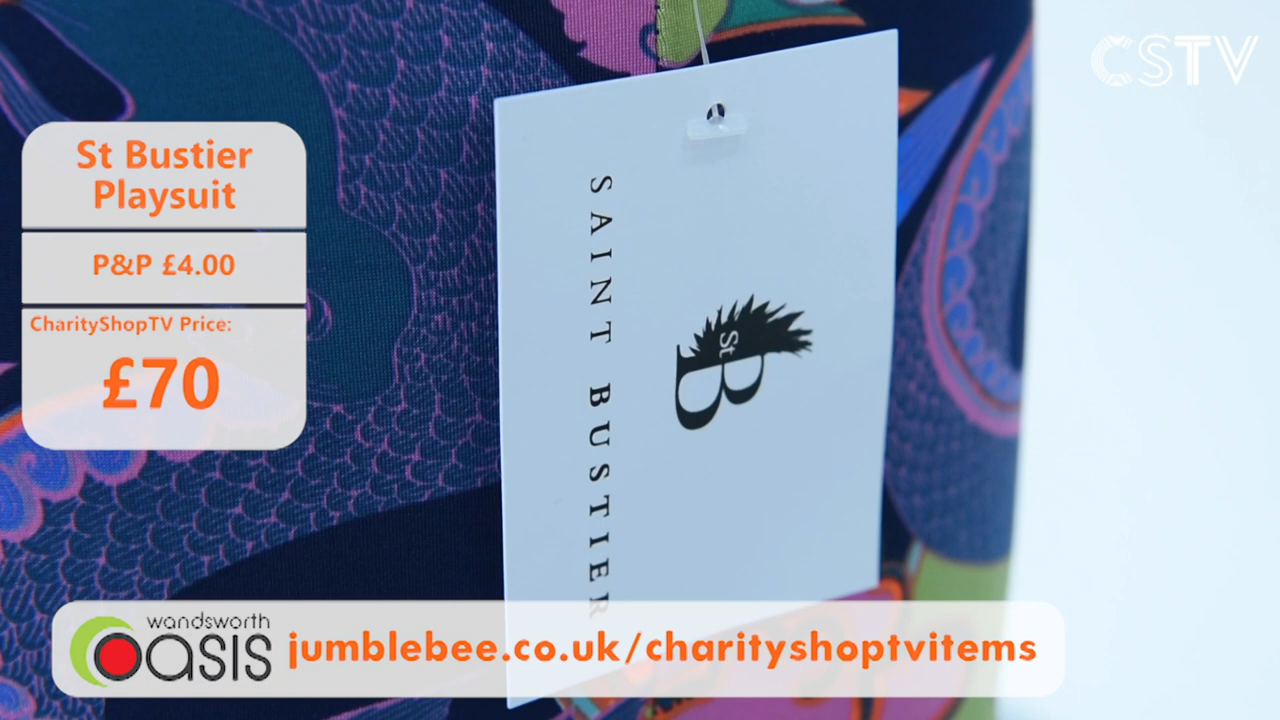 CSTV
St Bustier
Playsuit
P&P £4.00
CharityShopTV Price:
£70
SAINT BUSTIER
St
B
wandsworth
oasis
jumblebee.co.uk/charityshoptvitems